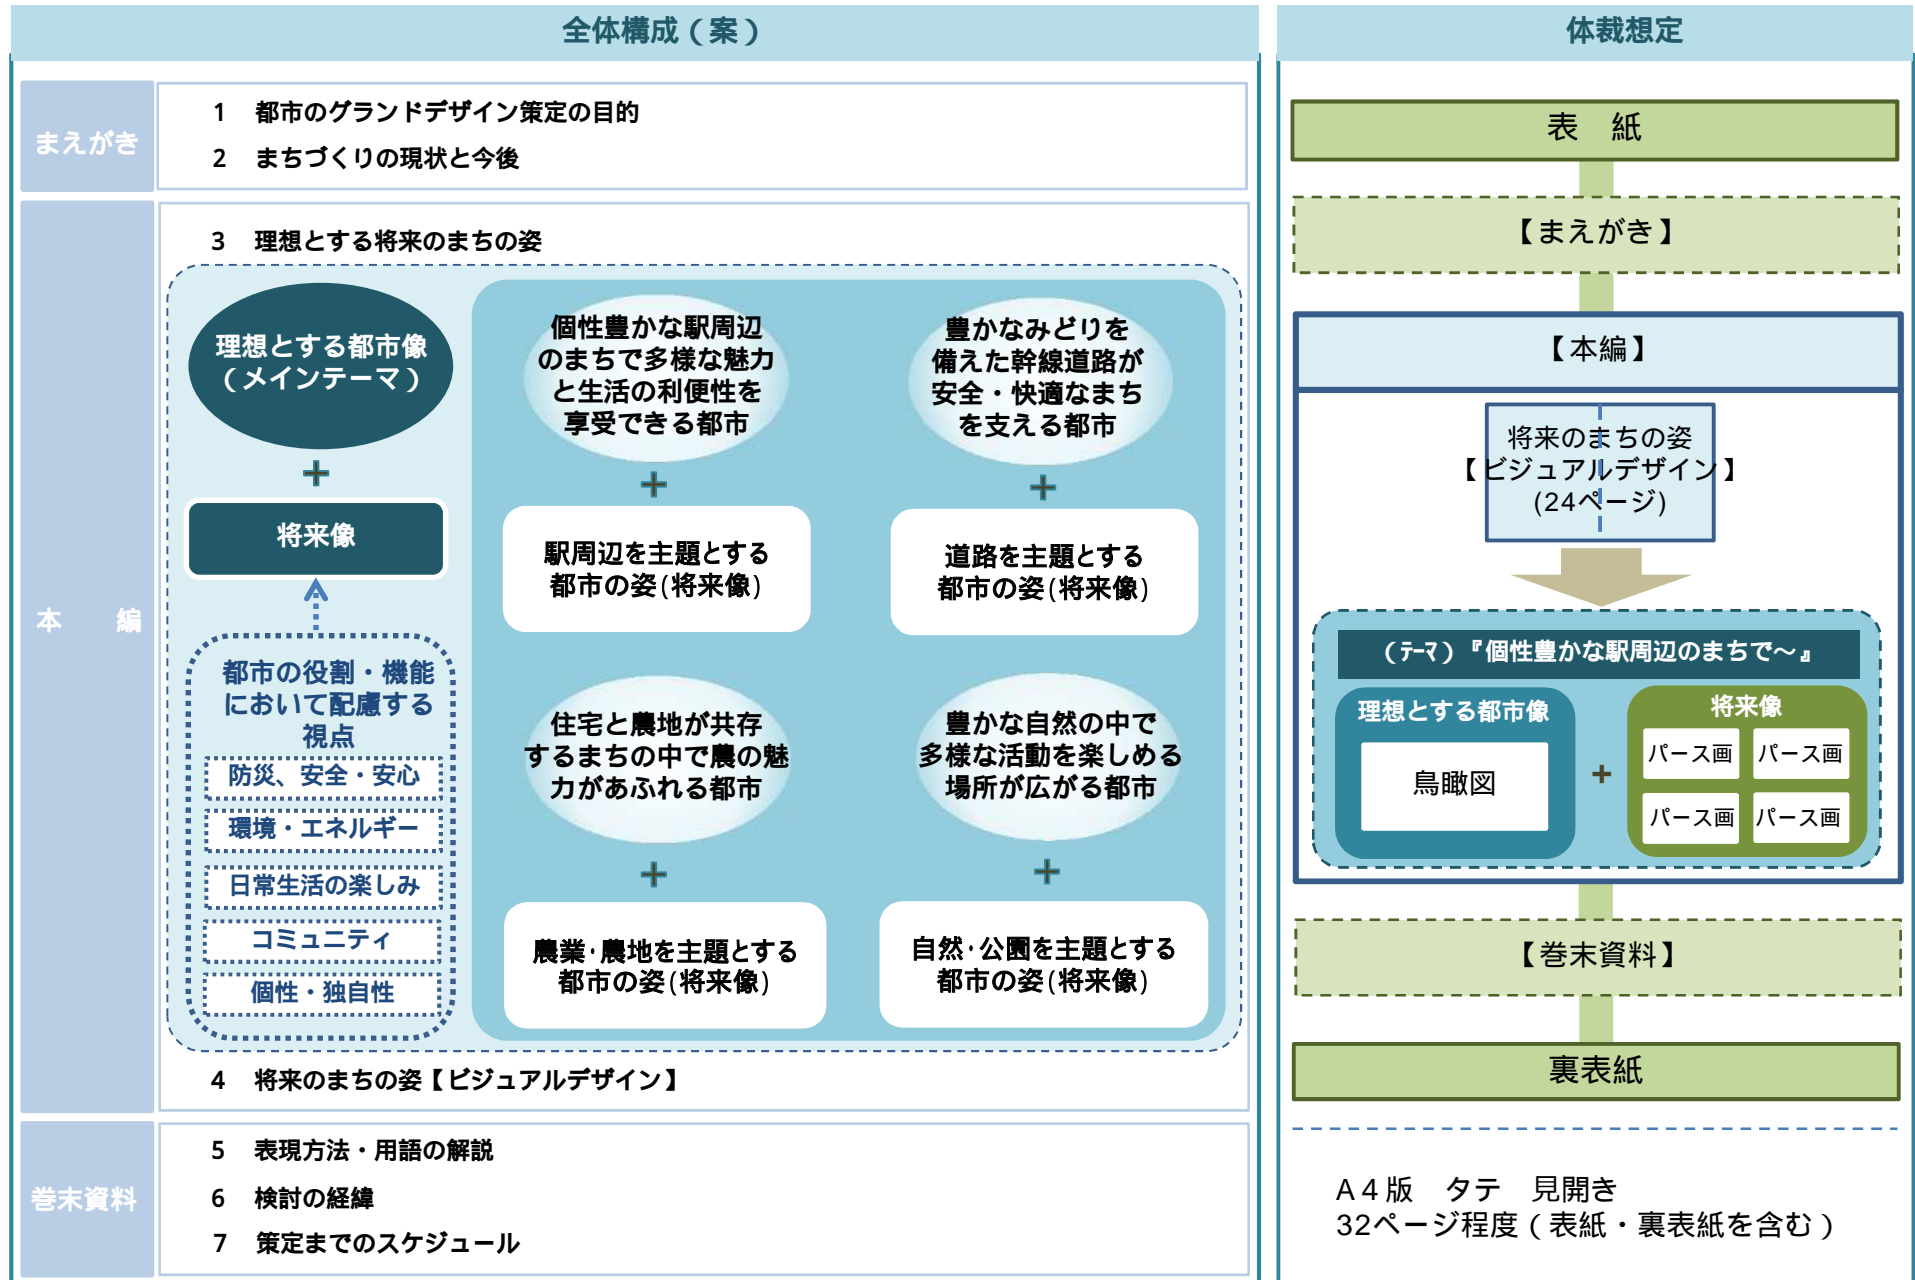 全体構成（案）
まえがき
1 都市のグランドデザイン策定の目的
2 まちづくりの現状と今後
本　編
3 理想とする将来のまちの姿
理想とする都市像
（メインテーマ）
+
将来像
都市の役割・機能
において配慮する
視点
防災、安全・安心
環境・エネルギー
日常生活の楽しみ
コミュニティ
個性・独自性
個性豊かな駅周辺
のまちで多様な魅力
と生活の利便性を
享受できる都市
+
駅周辺を主題とする
都市の姿(将来像)
豊かなみどりを
備えた幹線道路が
安全・快適なまち
を支える都市
+
道路を主題とする
都市の姿(将来像)
住宅と農地が共存
するまちの中で農の魅
力があふれる都市
+
農業･農地を主題とする
都市の姿(将来像)
豊かな自然の中で
多様な活動を楽しめる
場所が広がる都市
+
自然･公園を主題とする
都市の姿(将来像)
4 将来のまちの姿【ビジュアルデザイン】
巻末資料
5 表現方法・用語の解説
6 検討の経緯
7 策定までのスケジュール
体裁想定
表　紙
【まえがき】
【本編】
将来のまちの姿
【ビジュアルデザイン】
(24ページ)
（ﾃｰﾏ）『個性豊かな駅周辺のまちで～』
理想とする都市像
鳥瞰図
+
将来像
パース画 パース画
パース画 パース画
【巻末資料】
裏表紙
A４版　タテ　見開き
32ページ程度（表紙・裏表紙を含む）